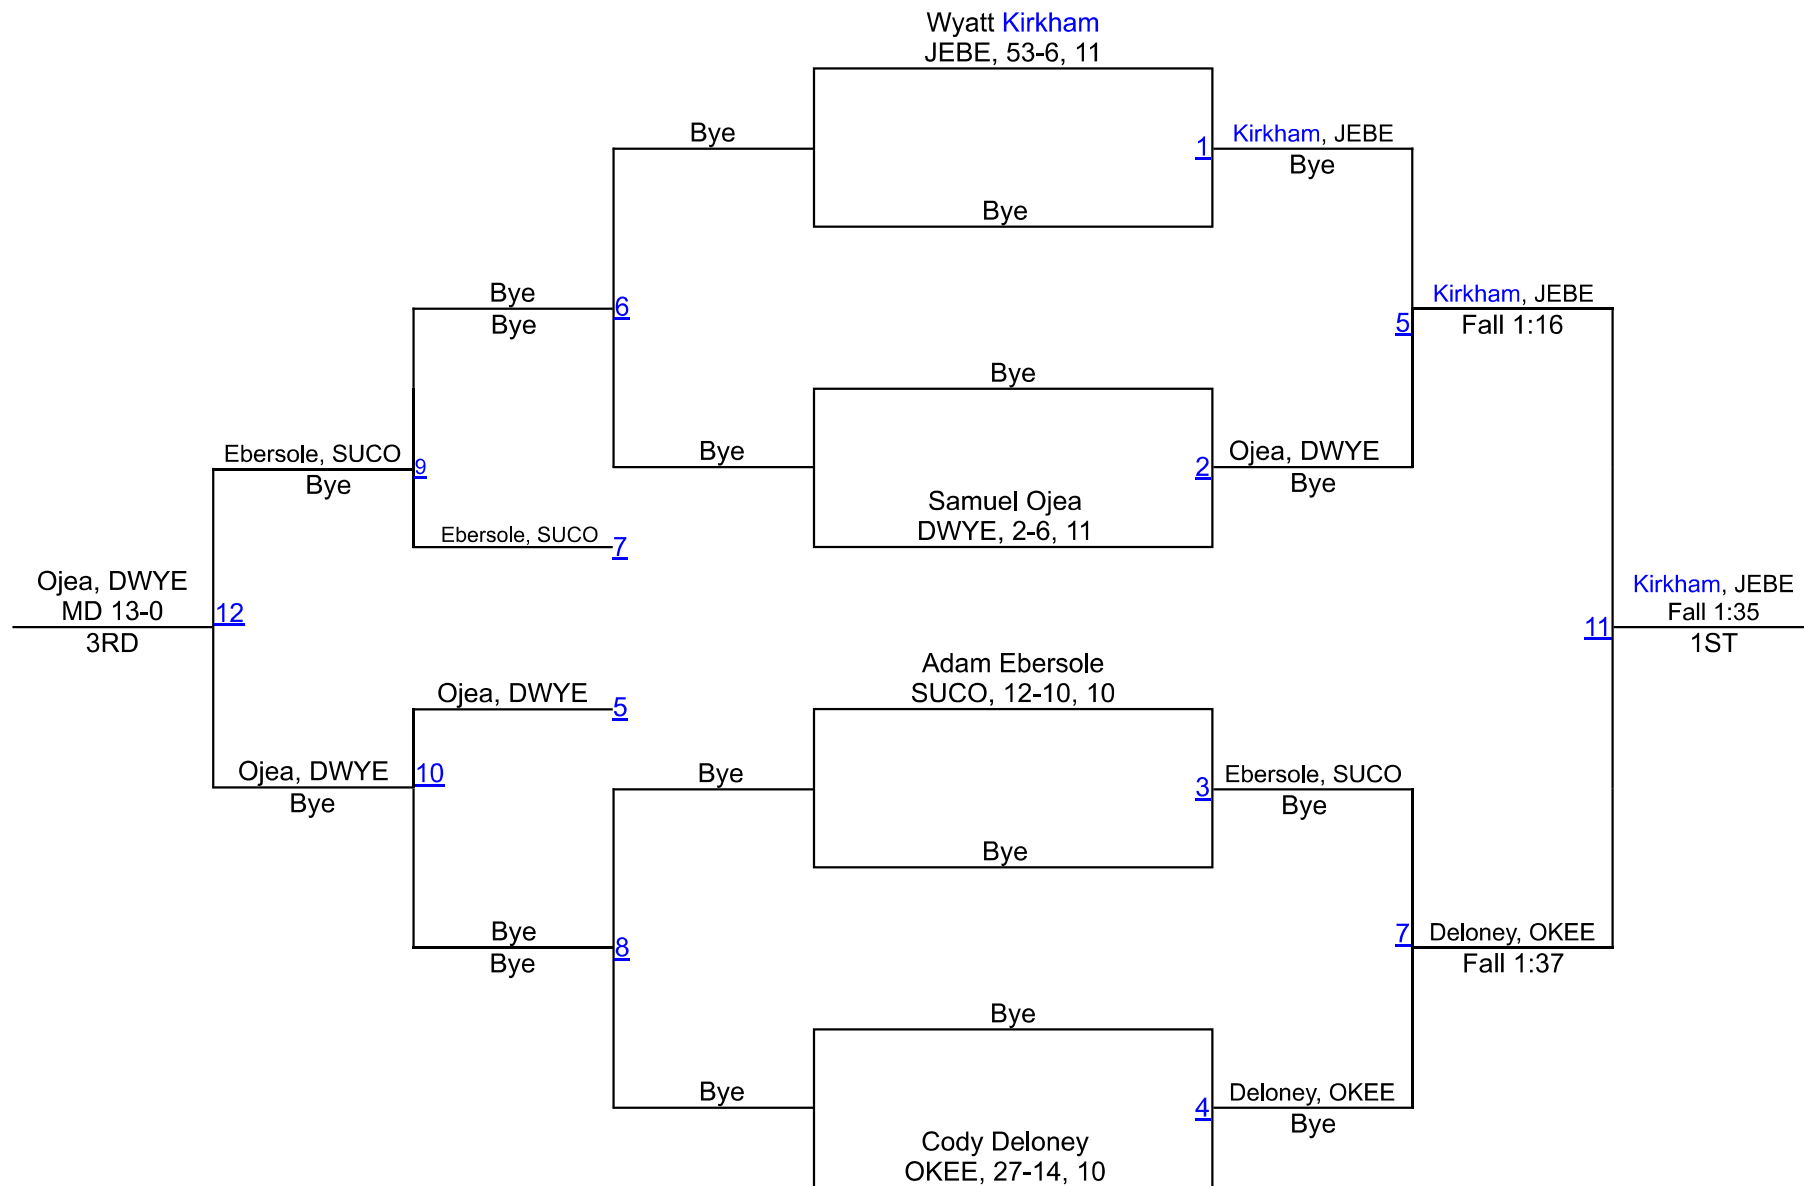 Wyatt Kirkham
JEBE, 53-6, 11
Bye
1
Kirkham, JEBE
Bye
Bye
Bye
Bye
6
Kirkham, JEBE
5
Fall 1:16
Bye
Ebersole, SUCO
9
Bye
Bye
2
Ojea, DWYE
Bye
Samuel Ojea
DWYE, 2-6, 11
Ebersole, SUCO
7
Ojea, DWYE
MD 13-0
12
3RD
Kirkham, JEBE
Fall 1:35
11
1ST
Adam Ebersole
SUCO, 12-10, 10
Ojea, DWYE
5
Ojea, DWYE
10
Bye
Bye
3
Ebersole, SUCO
Bye
Bye
Bye
Bye
8
7
Deloney, OKEE
Fall 1:37
Bye
Bye
4
Deloney, OKEE
Bye
Cody Deloney
OKEE, 27-14, 10